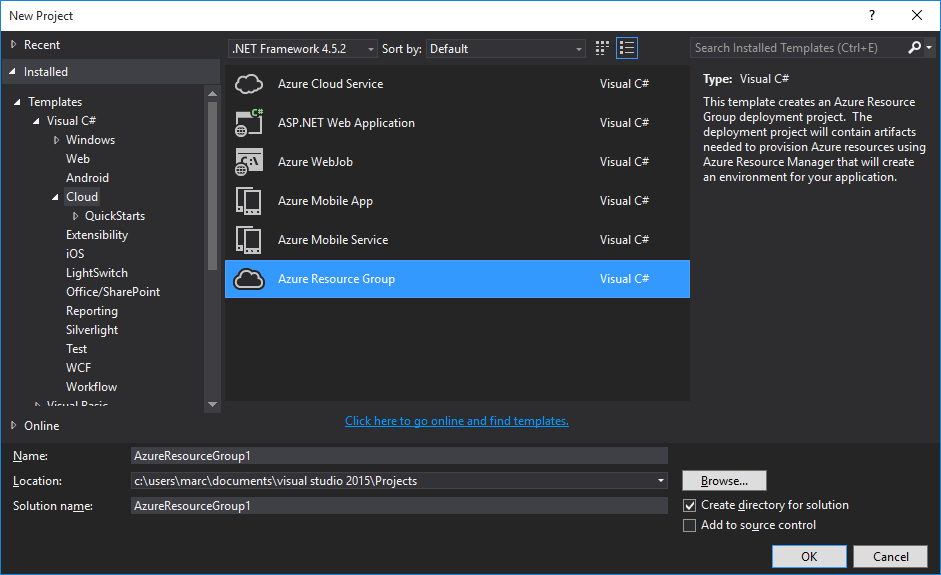 New Project
?
Recent
.NET Framework 4.5.2
Sort by:
Default
Search Installed Templates (Ctrl+E)
Installed
Templates
Visual C#
Windows
Web
Android
Cloud
QuickStarts
Extensibility
iOS
LightSwitch
Office/SharePoint
Reporting
Silverlight
Test
WCF
Workflow
Visual Basic
Online
Azure Cloud Service Visual C#
C#
ASP.NET Web Application Visual C#
C:\
Azure WebJob Visual C#
Azure Mobile App Visual C#
Azure Mobile Service Visual C#
Azure Resource Group Visual C#
Click here to go online and find templates.
Type: Visual C#
This template creates an Azure Resource
Group deployment project. The
deployment project will contain artifacts
needed to provision Azure resources using
Azure Resource Manager that will create
an environment for your application.
Name: AzureResourceGroup1
Location: c:\users\marc\documents\visual studio 2015\Projects
Browse...
Solution name: AzureResourceGroup1
Create directory for solution
Add to source control
OK
Cancel